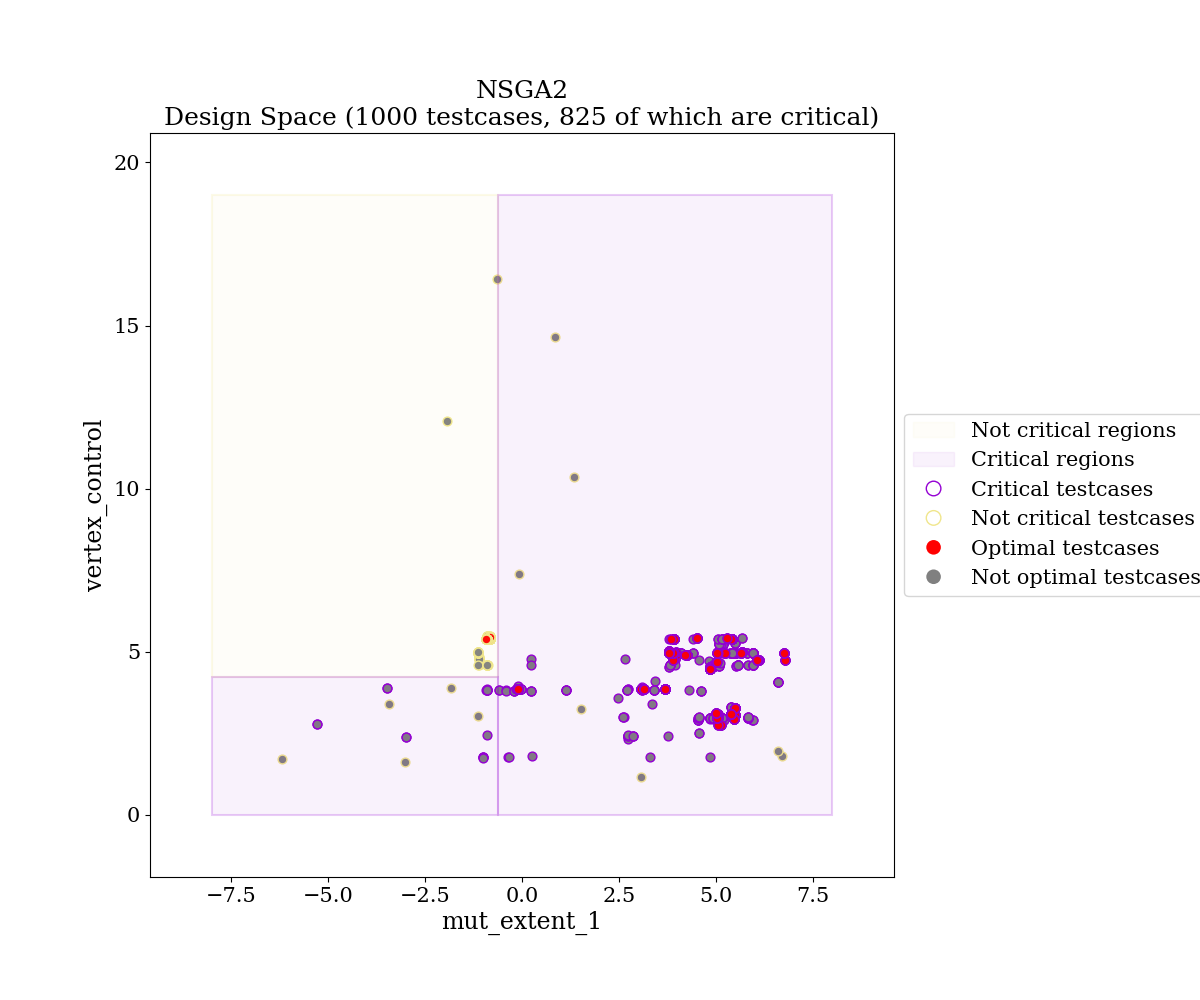 NSGA2
Design Space (1000 testcases, 825 of which are critical)
20
15
10
5
0
vertex_control
−7.5
−5.0
−2.5
0.0
2.5
5.0
7.5
mut_extent_1
Not critical regions
Critical regions
Critical testcases
Not critical testcases
Optimal testcases
Not optimal testcases